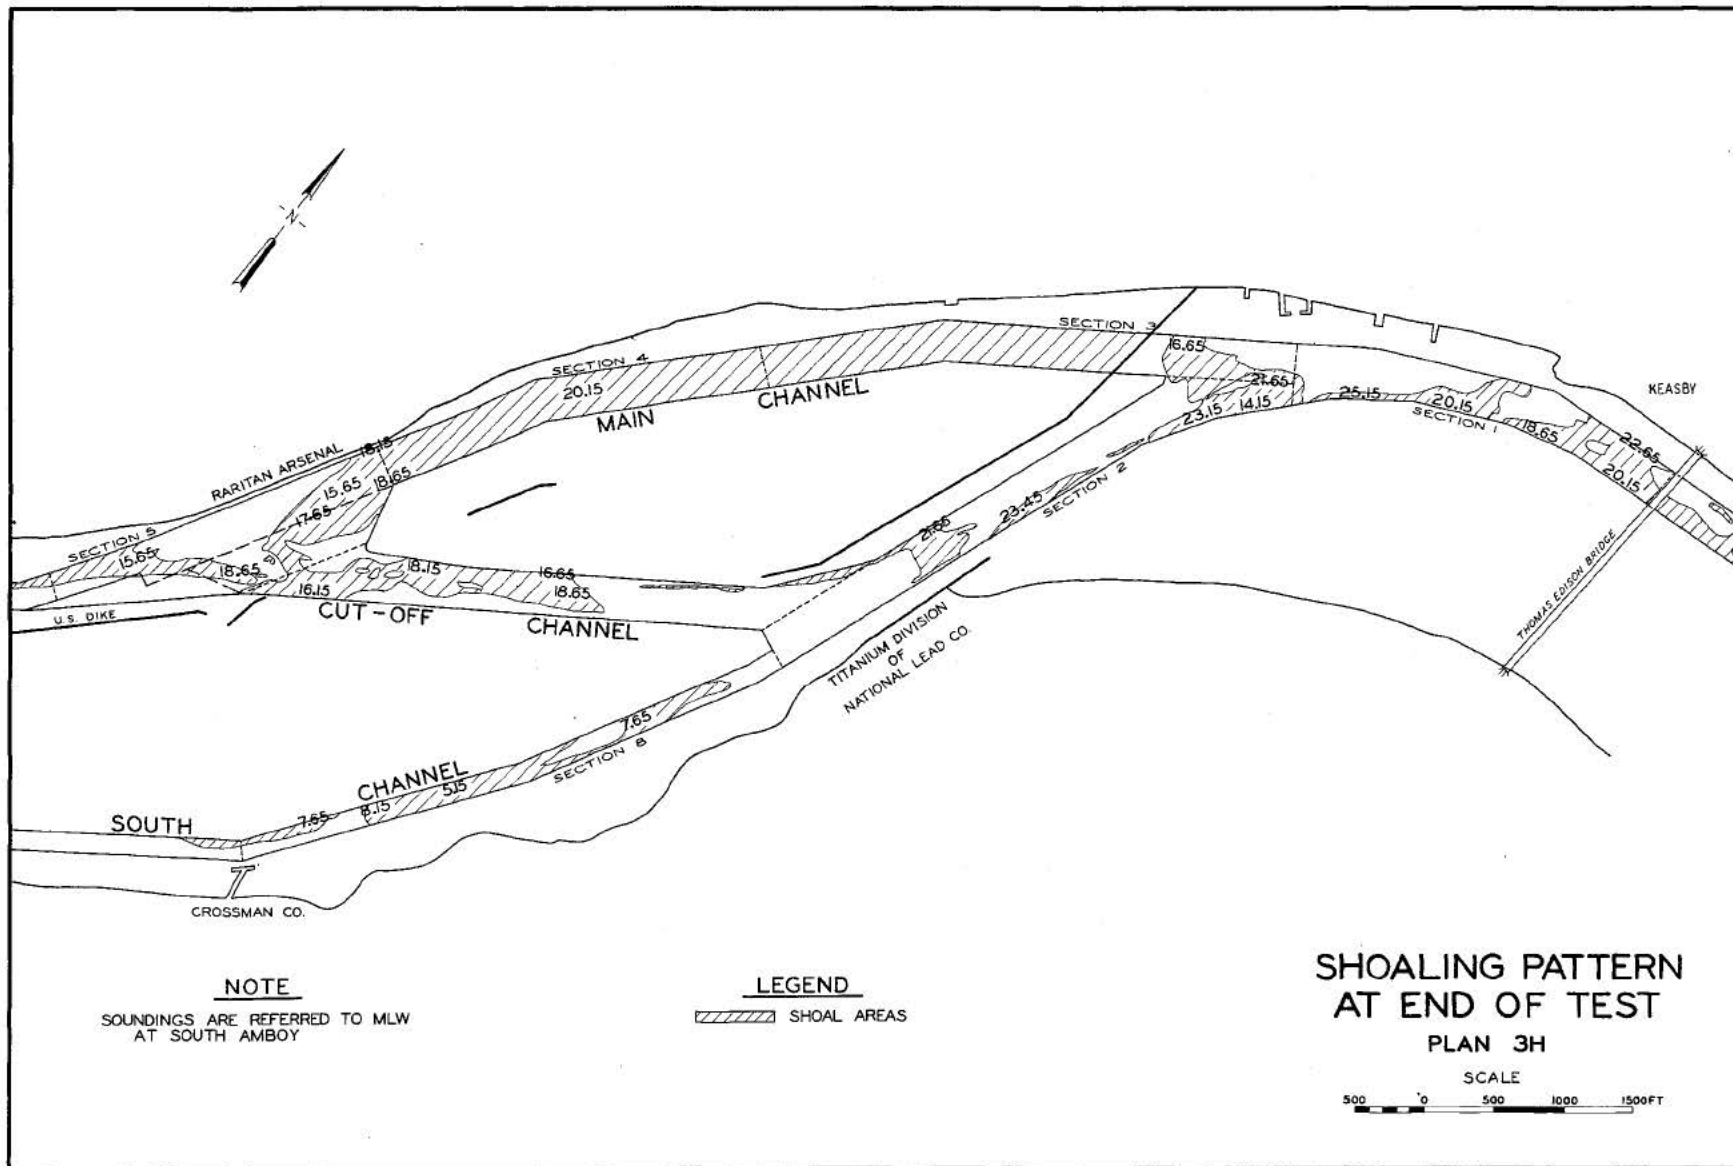 N
SECTION 3
16.65
21.65
23.15
14.15
25.15
20.15
SECTION 1
18.65
22.65
20.15
KEASBY
SECTION 4
20.15
MAIN
CHANNEL
RARITAN ARSENAL
18.15
15.65
18.65
17.65
SECTION 5
15.65
18.65
16.15
18.15
16.65
18.65
CUT-OFF
CHANNEL
U.S. DIKE
21.65
23.45
SECTION 2
THOMAS EDISON BRIDGE
TITANIUM DIVISION
OF
NATIONAL LEAD CO.
7.65
SECTION 8
CHANNEL
5.15
8.15
7.65
SOUTH
CROSSMAN CO.
NOTE
SOUNDINGS ARE REFERRED TO MLW
AT SOUTH AMBOY
LEGEND
SHOAL AREAS
SHOALING PATTERN
AT END OF TEST
PLAN 3H
SCALE
500 0 500 1000 1500FT